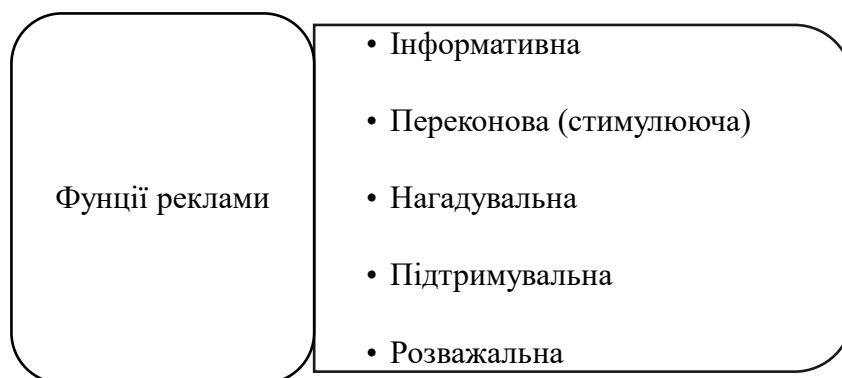 Фунції реклами
• Інформативна
• Переконова (стимулююча)
• Нагадувальна
• Підтримувальна
• Розважальна